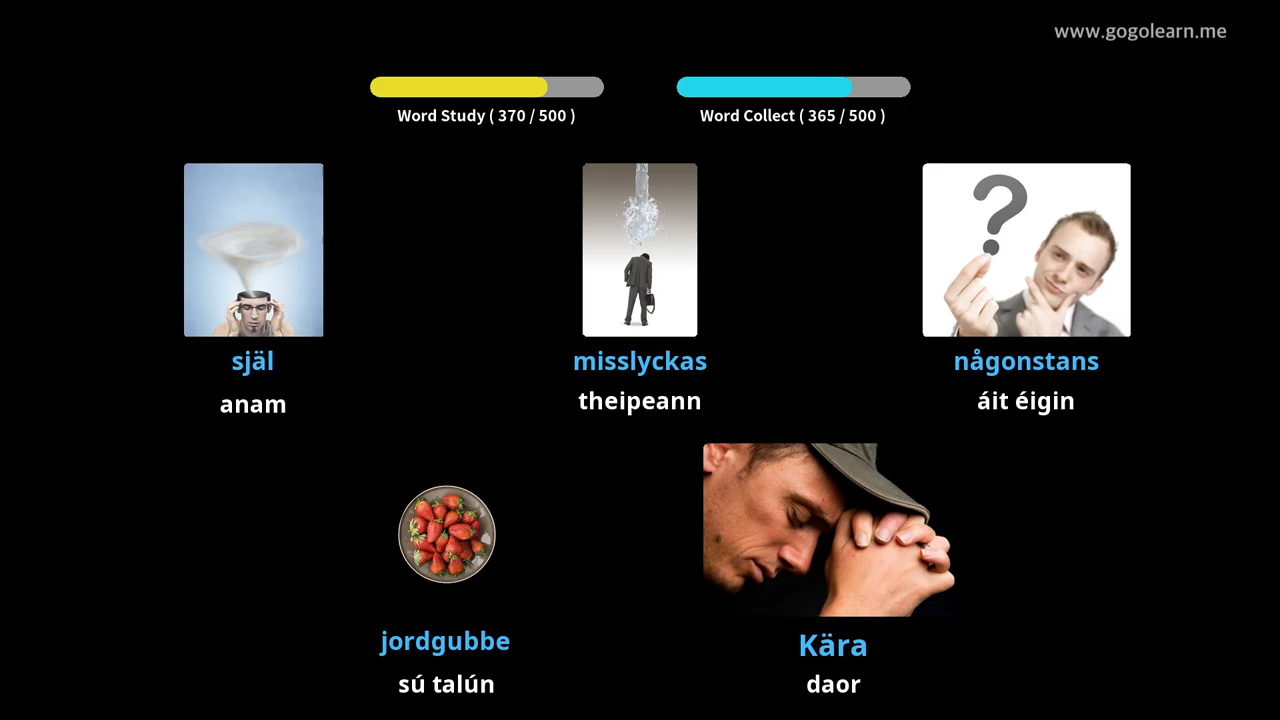 www.gogolearn.me
Word Study ( 370 / 500 )
Word Collect ( 365 / 500 )
själ
misslyckas
någonstans
anam
theipeann
áit éigin
jordgubbe
Kära
sú talún
daor